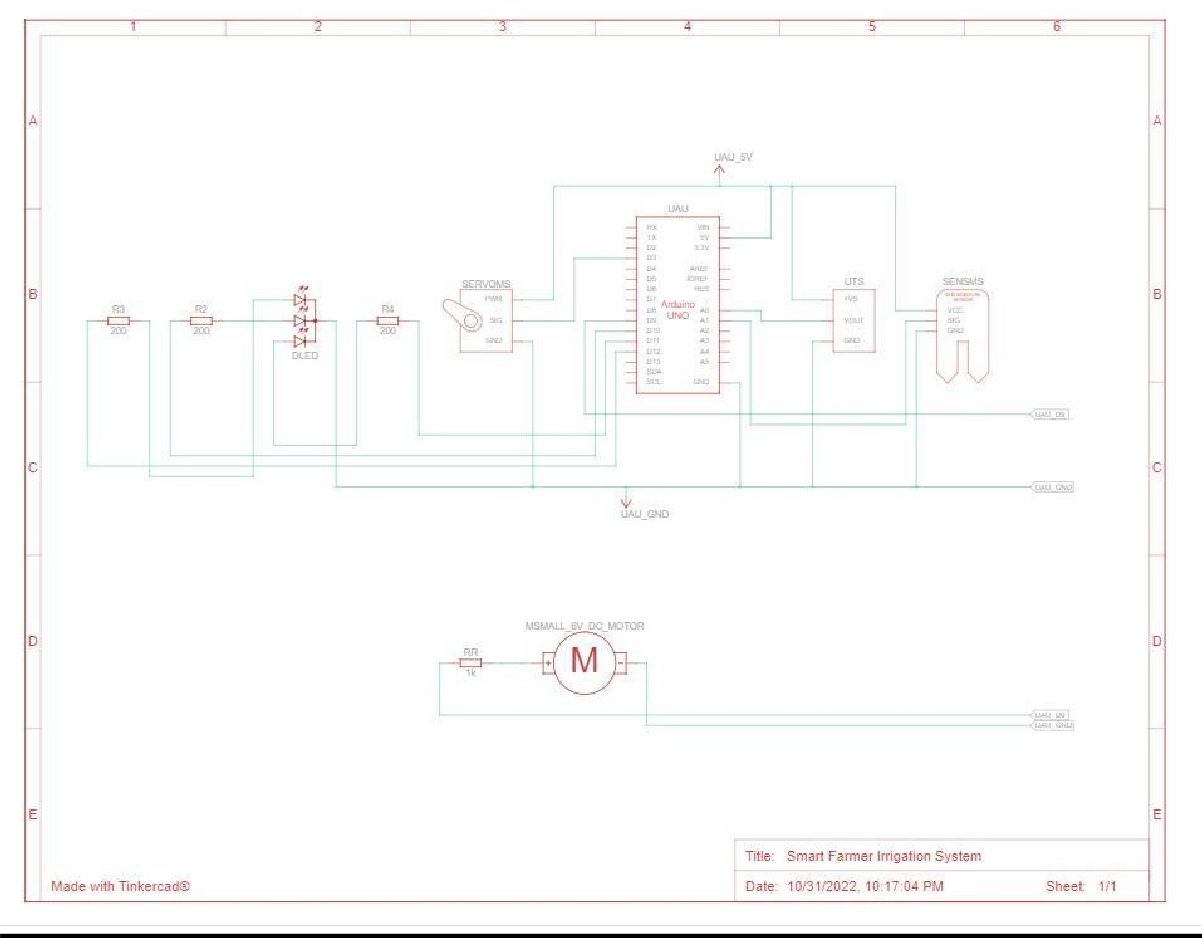 1 2 3 4 5 6
A A
UAU_5V
UAU
RX VIN
TX 5V
D2 3.3V
D3
D4 AREF
D5 IOREF
D6 RES
D7
D8 A0
D9 A1
D10 A2
D11 A3
D12 A4
D13 A5
SDA
SCL GND
Arduino
UNO
B B
R3
200
R2
200
DLED
R4
200
SERVOMS
PWR
SIG
GND
UTS
+VS
VOUT
GND
SENSMS
VCC
SIG
GND
UAU_D9
C C
UAU_GND
UAU_GND
MSMALL_6V_DC_MOTOR
D D
RR
1k
+ M -
UAU_D9
UAU_GND
E E
Title: Smart Farmer Irrigation System
Made with Tinkercad®
Date: 10/31/2022, 10:17:04 PM Sheet: 1/1